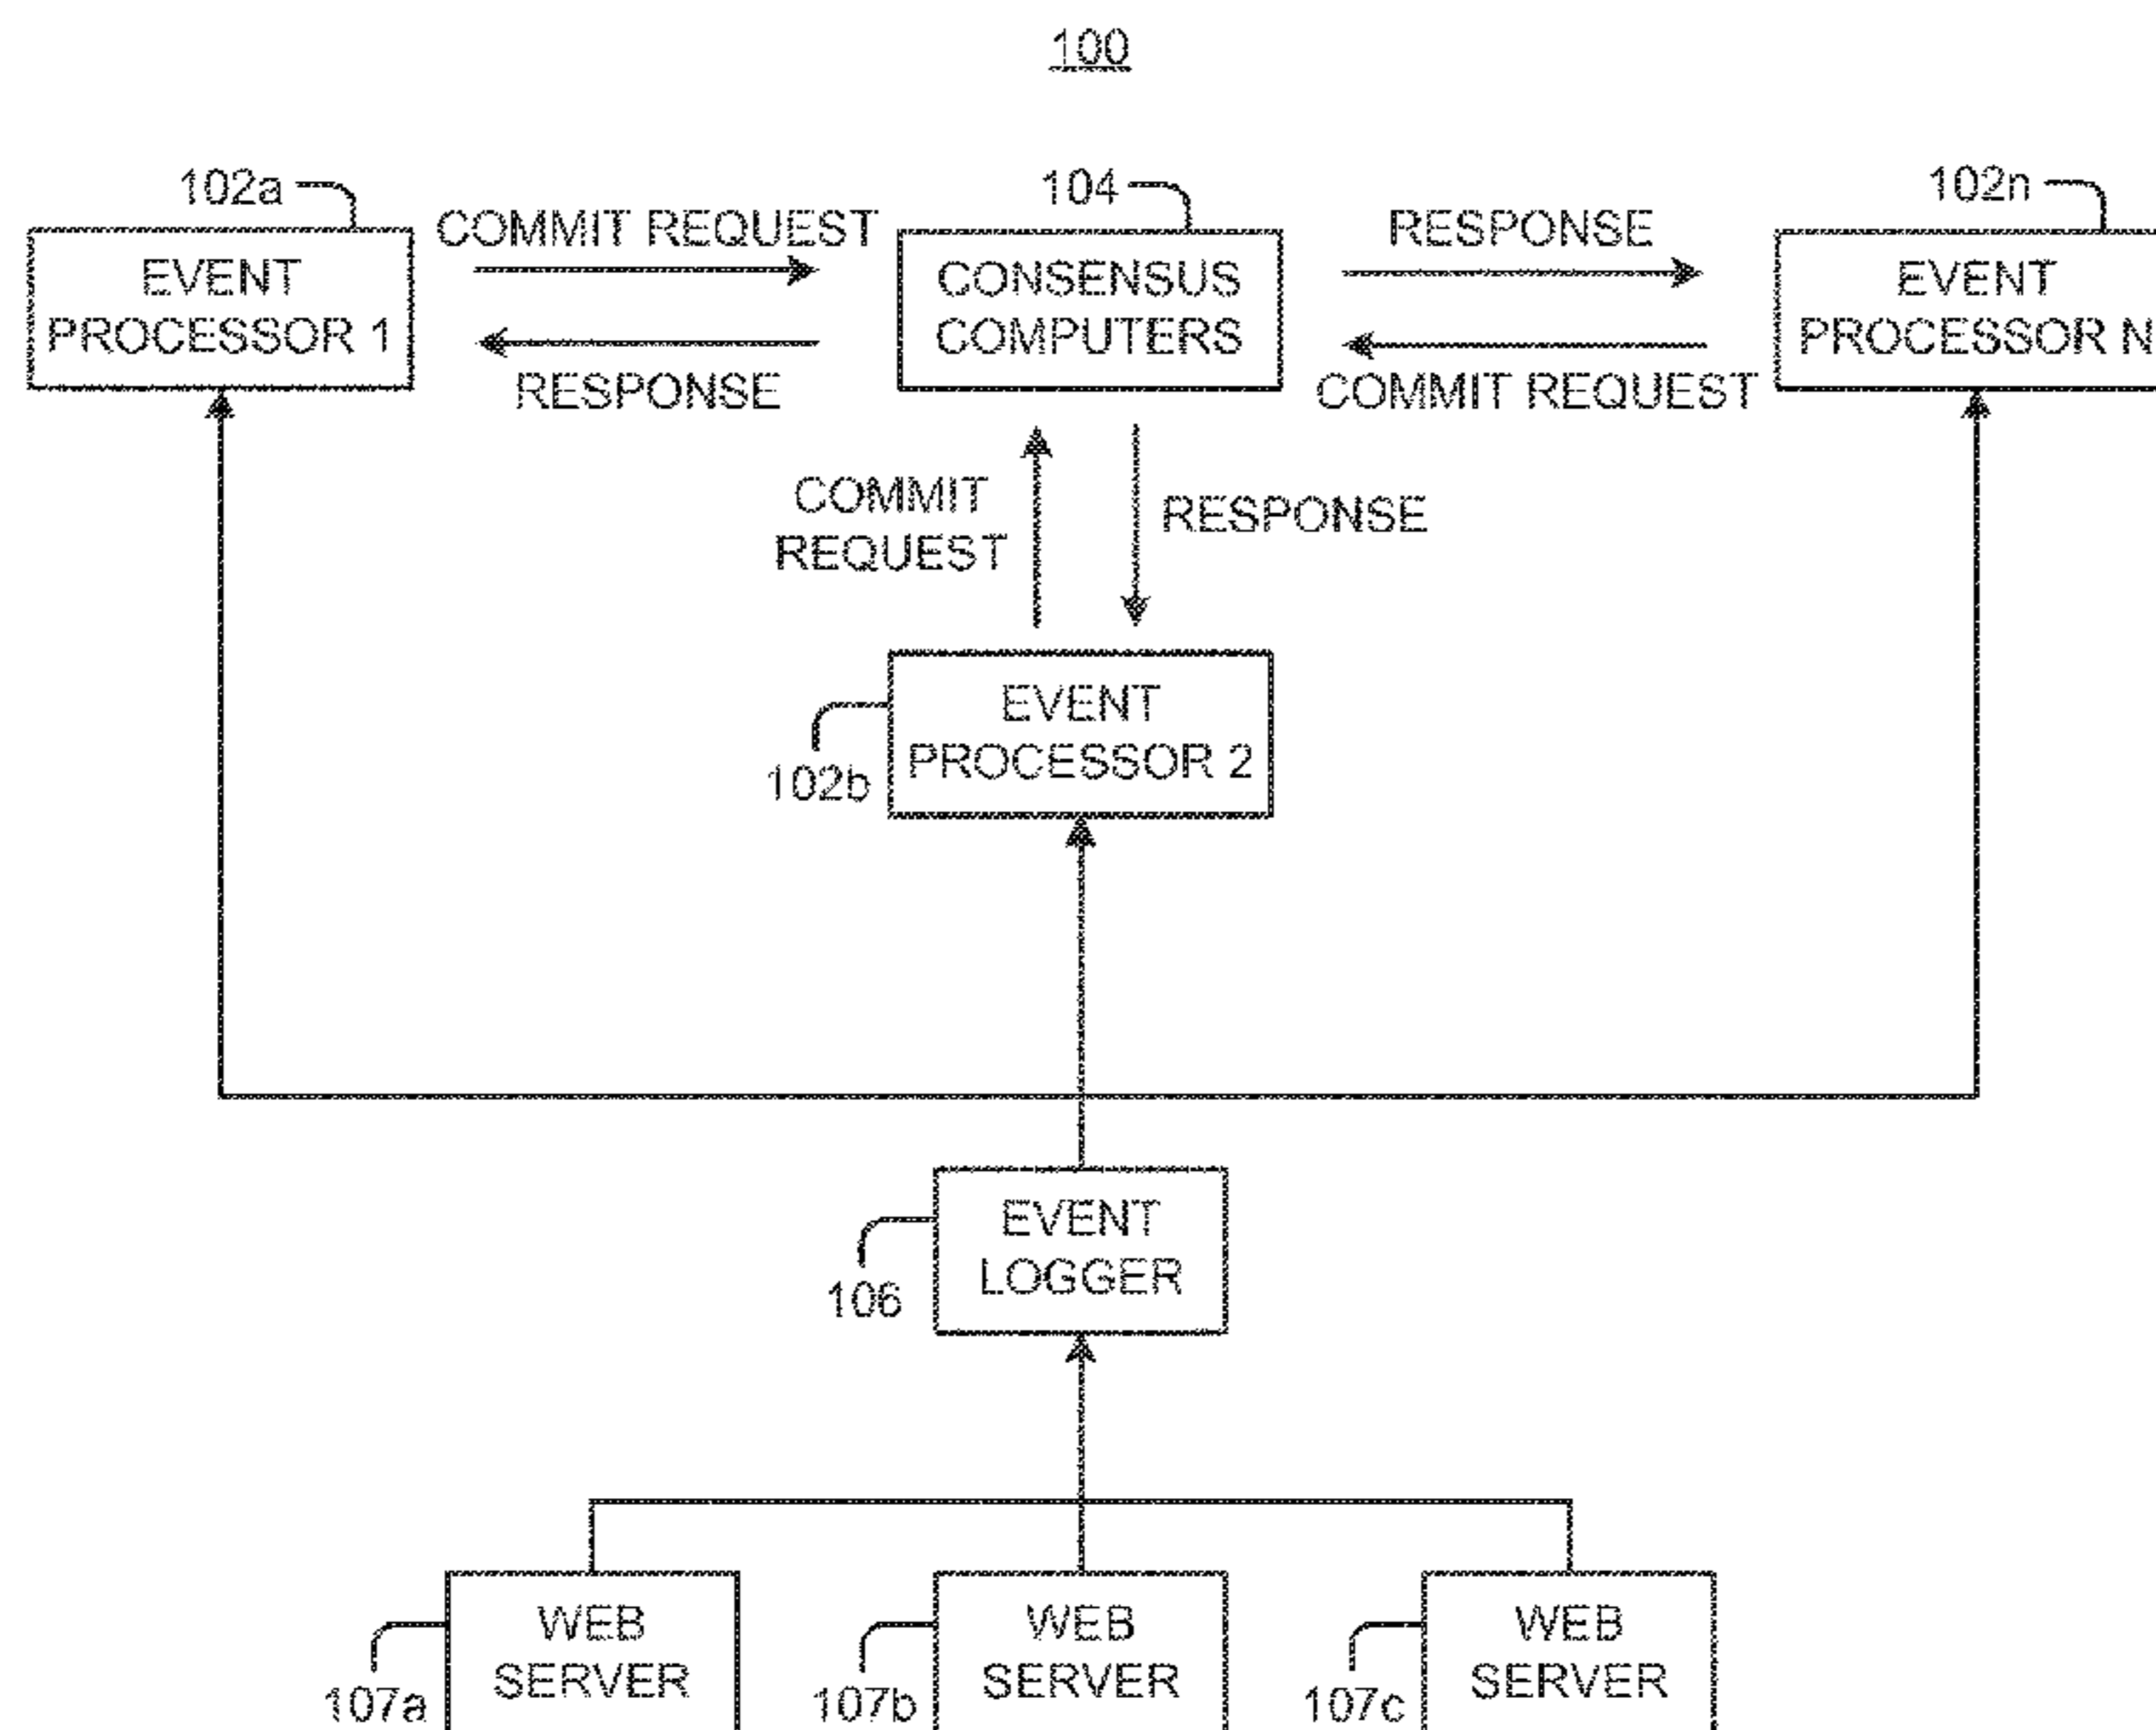 100
102a
104
102n
COMMIT REQUEST
RESPONSE
EVENT
PROCESSOR 1
CONSENSUS
COMPUTERS
EVENT
PROCESSOR N
RESPONSE
COMMIT REQUEST
COMMIT
REQUEST
RESPONSE
EVENT
PROCESSOR 2
102b
EVENT
LOGGER
106
WEB
SERVER
107a
WEB
SERVER
107b
WEB
SERVER
107c